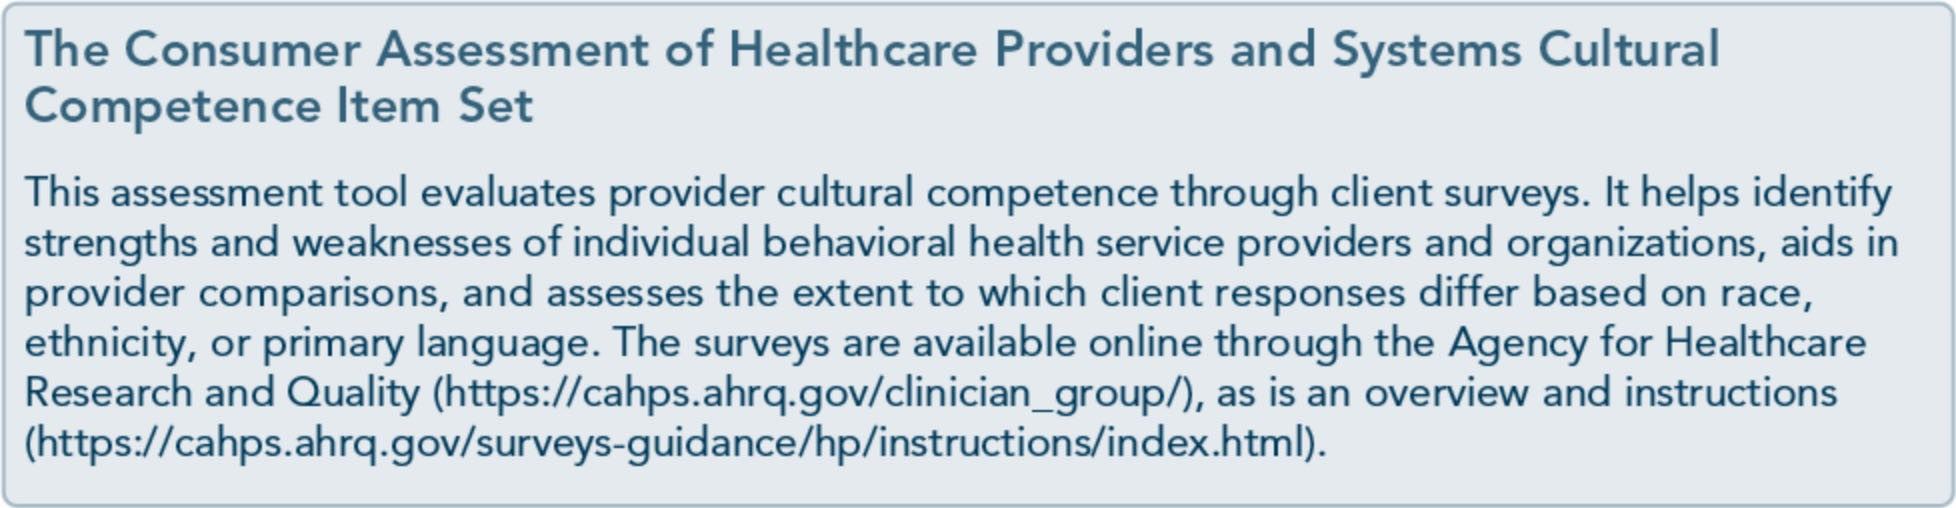 The Consumer Assessment of Healthcare Providers and Systems Cultural
Competence Item Set
This assessment tool evaluates provider cultural competence through client surveys. It helps identify
strengths and weaknesses of individual behavioral health service providers and organizations, aids in
provider comparisons, and assesses the extent to which client responses differ based on race,
ethnicity, or primary language. The surveys are available online through the Agency for Healthcare
Research and Quality (https://cahps.ahrq.gov/clinician_group/), as is an overview and instructions
(https://cahps.ahrq.gov/surveys-guidance/hp/instructions/index.html).